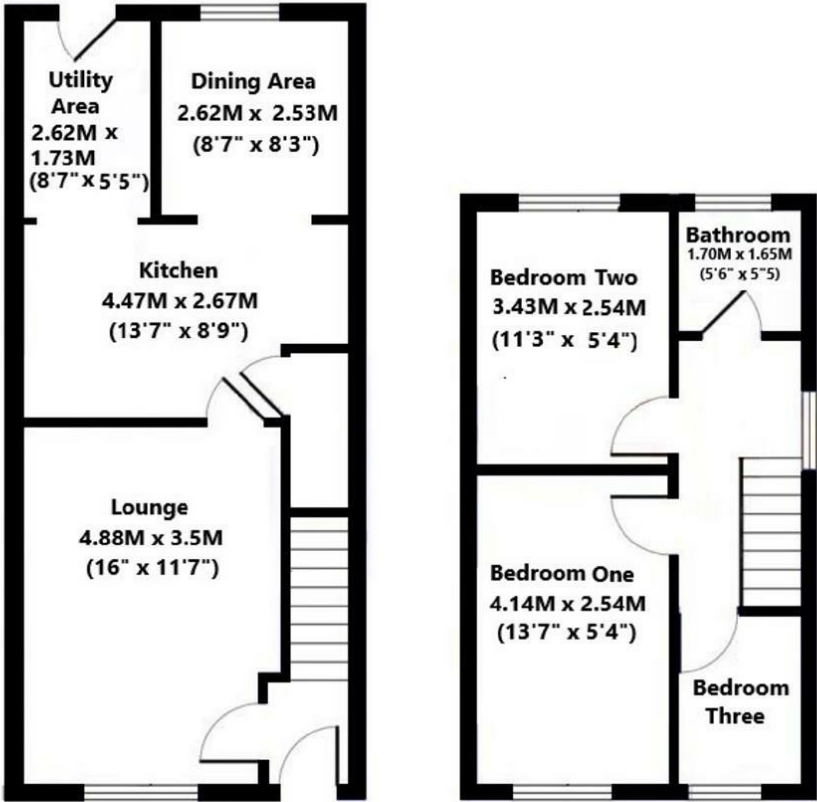 Utility
Area
2.62M x
1.73M
(8'7" x 5'5")
Dining Area
2.62M x 2.53M
(8'7" x 8'3")
Kitchen
4.47M x 2.67M
(13'7" x 8'9")
Lounge
4.88M x 3.5M
(16" x 11'7")
Bedroom Two
3.43M x 2.54M
(11'3" x 5'4")
Bathroom
1.70M x 1.65M
(5'6" x 5"5)
Bedroom One
4.14M x 2.54M
(13'7" x 5'4")
Bedroom
Three